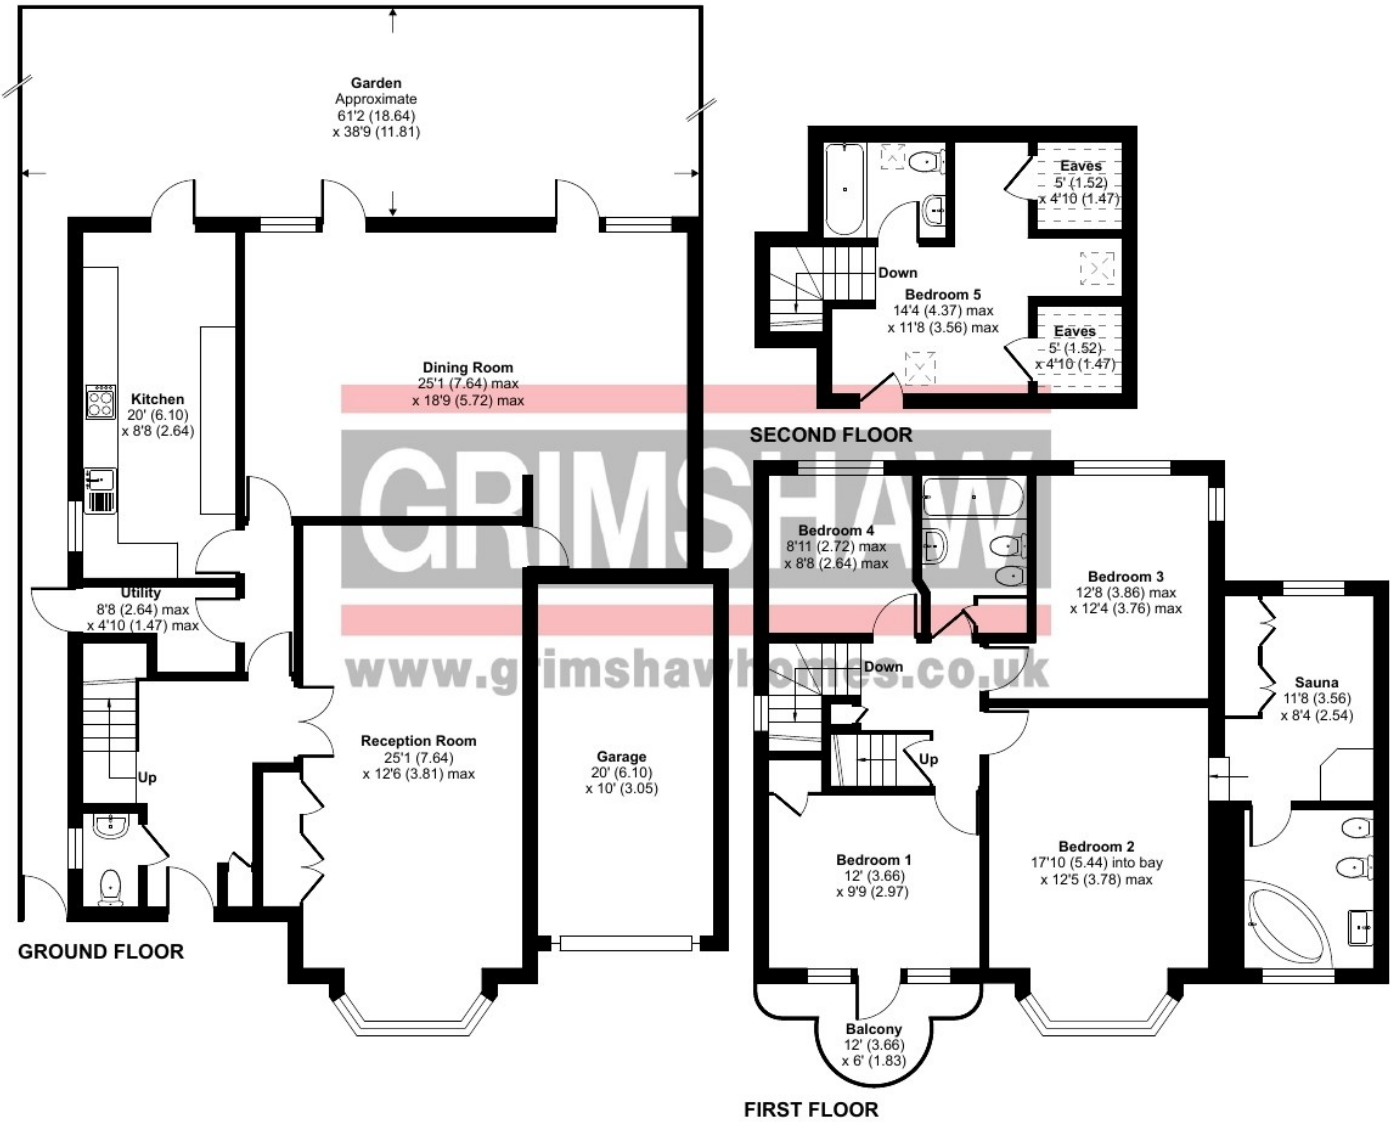 Garden
Approximate
61'2 (18.64)
x 38'9 (11.81)
Kitchen
20' (6.10)
x 8'8 (2.64)
Dining Room
25'1 (7.64) max
x 18'9 (5.72) max
Utility
8'8 (2.64) max
x 4'10 (1.47) max
Up
Reception Room
25'1 (7.64)
x 12'6 (3.81) max
Garage
20' (6.10)
x 10' (3.05)
GROUND FLOOR
Eaves
5' (1.52)
x 4'10 (1.47)
Down
Bedroom 5
14'4 (4.37) max
x 11'8 (3.56) max
Eaves
5' (1.52)
x 4'10 (1.47)
SECOND FLOOR
GRIMSHAW
www.grimshawhomes.co.uk
Bedroom 4
8'11 (2.72) max
x 8'8 (2.64) max
Bedroom 3
12'8 (3.86) max
x 12'4 (3.76) max
Down
Up
Sauna
11'8 (3.56)
x 8'4 (2.54)
Bedroom 1
12' (3.66)
x 9'9 (2.97)
Bedroom 2
17'10 (5.44) into bay
x 12'5 (3.78) max
Balcony
12' (3.66)
x 6' (1.83)
FIRST FLOOR